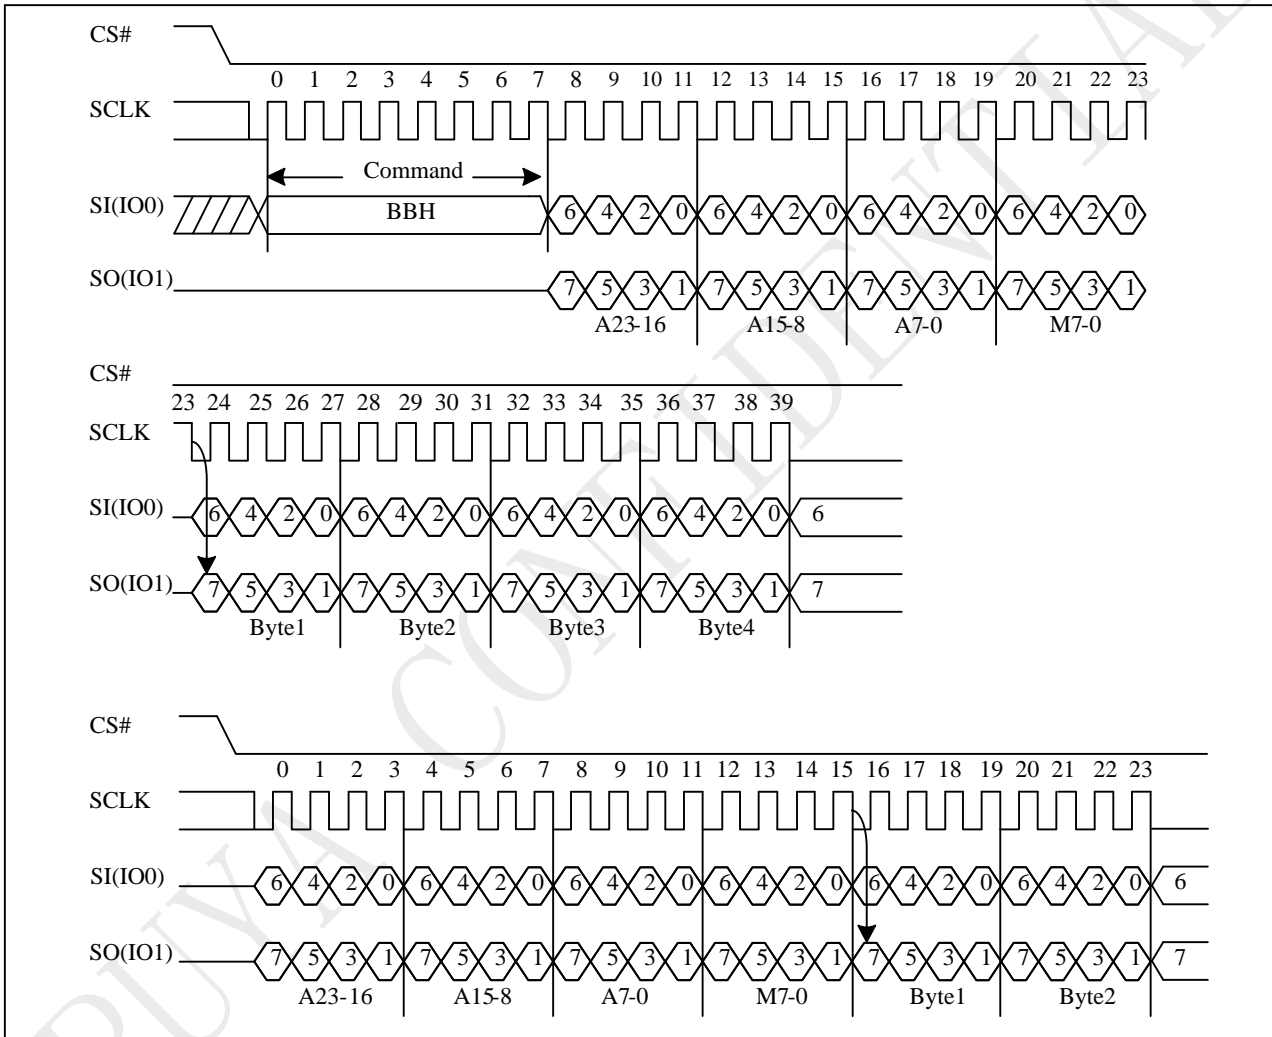 CS#
0 1 2 3 4 5 6 7 8 9 10 11 12 13 14 15 16 17 18 19 20 21 22 23
SCLK
Command
SI(IO0) BBH 6 4 2 0 6 4 2 0 6 4 2 0 6 4 2 0
SO(IO1) 7 5 3 1 7 5 3 1 7 5 3 1 7 5 3 1
A23-16 A15-8 A7-0 M7-0
CS#
23 24 25 26 27 28 29 30 31 32 33 34 35 36 37 38 39
SCLK
SI(IO0) 6 4 2 0 6 4 2 0 6 4 2 0 6 4 2 0 6
SO(IO1) 7 5 3 1 7 5 3 1 7 5 3 1 7 5 3 1 7
Byte1 Byte2 Byte3 Byte4
CS#
0 1 2 3 4 5 6 7 8 9 10 11 12 13 14 15 16 17 18 19 20 21 22 23
SCLK
SI(IO0) 6 4 2 0 6 4 2 0 6 4 2 0 6 4 2 0 6 4 2 0 6 4 2 0 6
SO(IO1) 7 5 3 1 7 5 3 1 7 5 3 1 7 5 3 1 7 5 3 1 7 5 3 1 7
A23-16 A15-8 A7-0 M7-0 Byte1 Byte2
PUYA CONFIDENTIAL